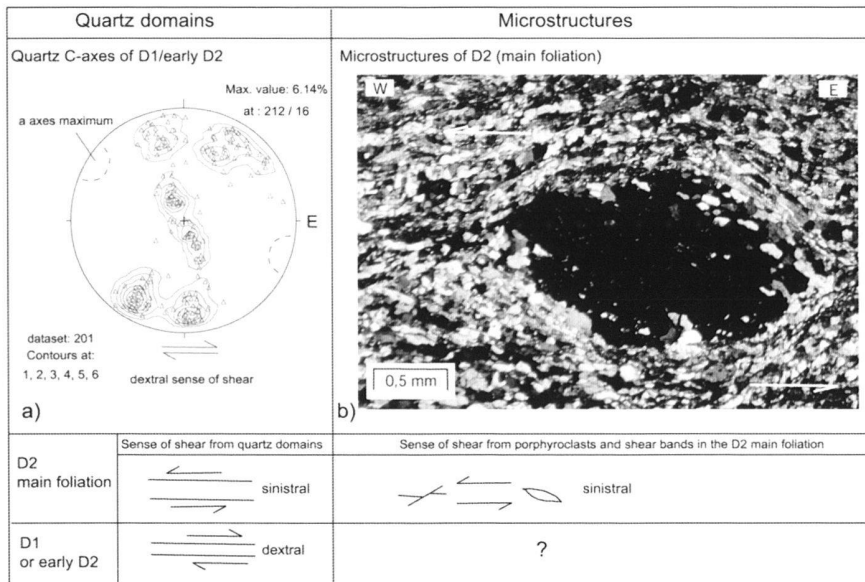 Quartz domains
Microstructures
Quartz C-axes of D1/early D2
Max. value: 6.14%
at : 212 / 16
a axes maximum
E
dataset: 201
Contours at:
1, 2, 3, 4, 5, 6
dextral sense of shear
a)
Microstructures of D2 (main foliation)
W
E
0,5 mm
b)
Sense of shear from quartz domains
Sense of shear from porphyroclasts and shear bands in the D2 main foliation
D2
main foliation
sinistral
sinistral
D1
or early D2
dextral
?